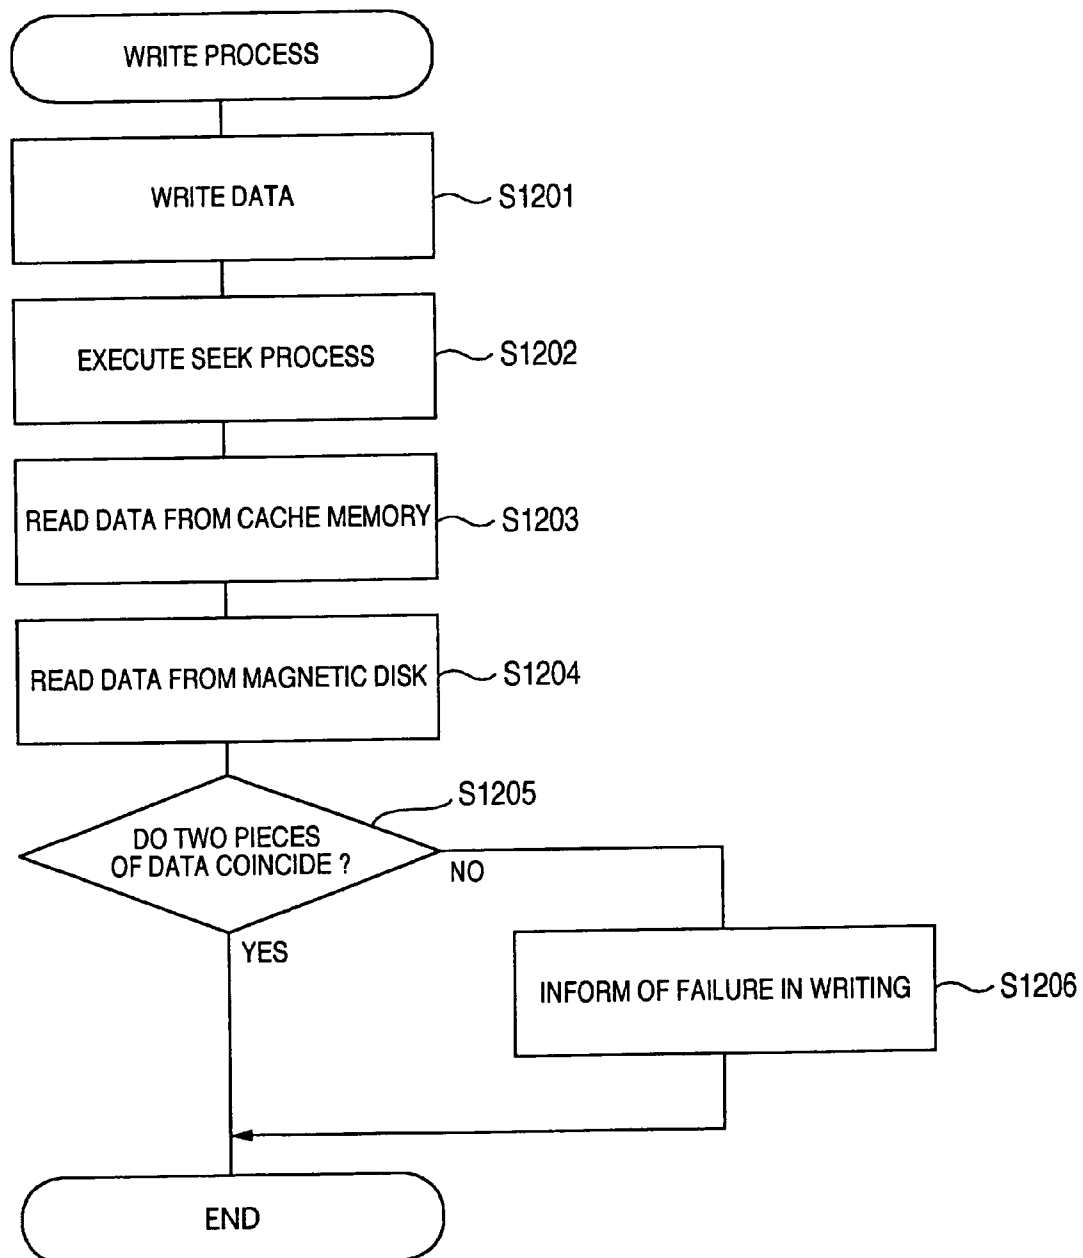 WRITE PROCESS
WRITE DATA
S1201
EXECUTE SEEK PROCESS
S1202
READ DATA FROM CACHE MEMORY
S1203
READ DATA FROM MAGNETIC DISK
S1204
S1205
DO TWO PIECES
OF DATA COINCIDE ?
NO
YES
INFORM OF FAILURE IN WRITING
S1206
END